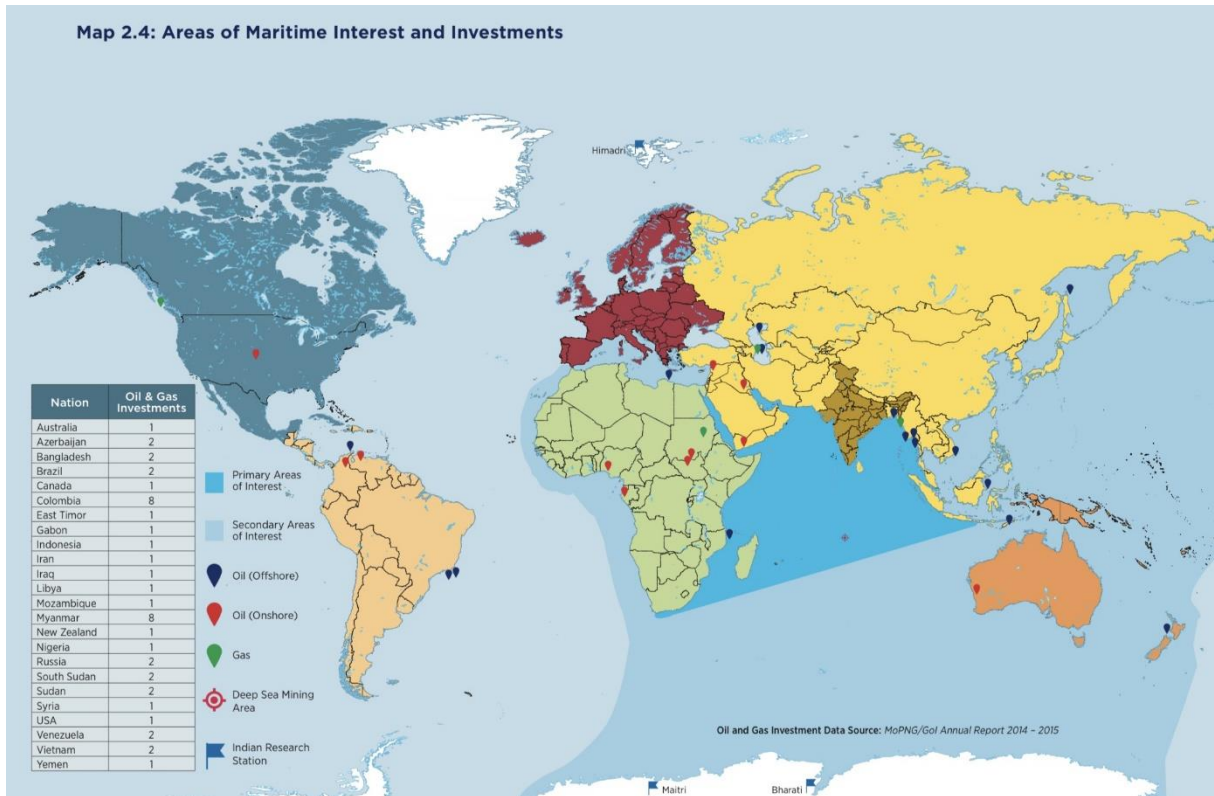 Map 2.4: Areas of Maritime Interest and Investments
Himadri
Nation Oil & Gas Investments
Australia 1
Azerbaijan 2
Bangladesh 2
Brazil 2
Canada 1
Colombia 8
East Timor 1
Gabon 1
Indonesia 1
Iran 1
Iraq 1
Libya 1
Mozambique 1
Myanmar 8
New Zealand 1
Nigeria 1
Russia 2
South Sudan 2
Sudan 2
Syria 1
USA 1
Venezuela 2
Vietnam 2
Yemen 1
Primary Areas
of Interest
Secondary Areas
of Interest
Oil (Offshore)
Oil (Onshore)
Gas
Deep Sea Mining
Area
Indian Research
Station
Oil and Gas Investment Data Source: MoPNG/GoI Annual Report 2014 – 2015
Maitri
Bharati